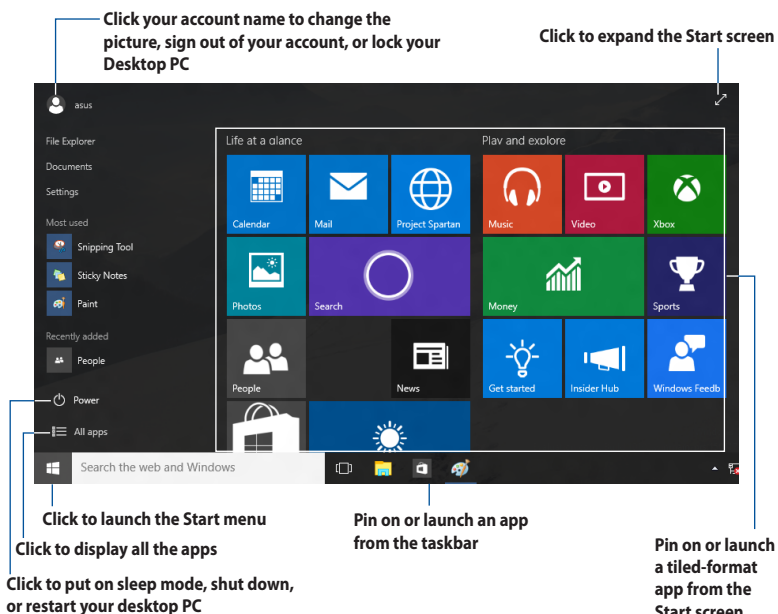 Click your account name to change the
picture, sign out of your account, or lock your
Desktop PC
Click to expand the Start screen
asus
File Explorer
Documents
Settings
Most used
Snipping Tool
Sticky Notes
Paint
Recently added
People
Power
All apps
Life at a glance
Calendar
Mail
Project Spartan
Photos
Search
People
News
Play and explore
Music
Video
Xbox
Money
Sports
Get started
Insider Hub
Windows Feedb
Search the web and Windows
Click to launch the Start menu
Click to display all the apps
Click to put on sleep mode, shut down,
or restart your desktop PC
Pin on or launch an app
from the taskbar
Pin on or launch
a tiled-format
app from the
Start screen